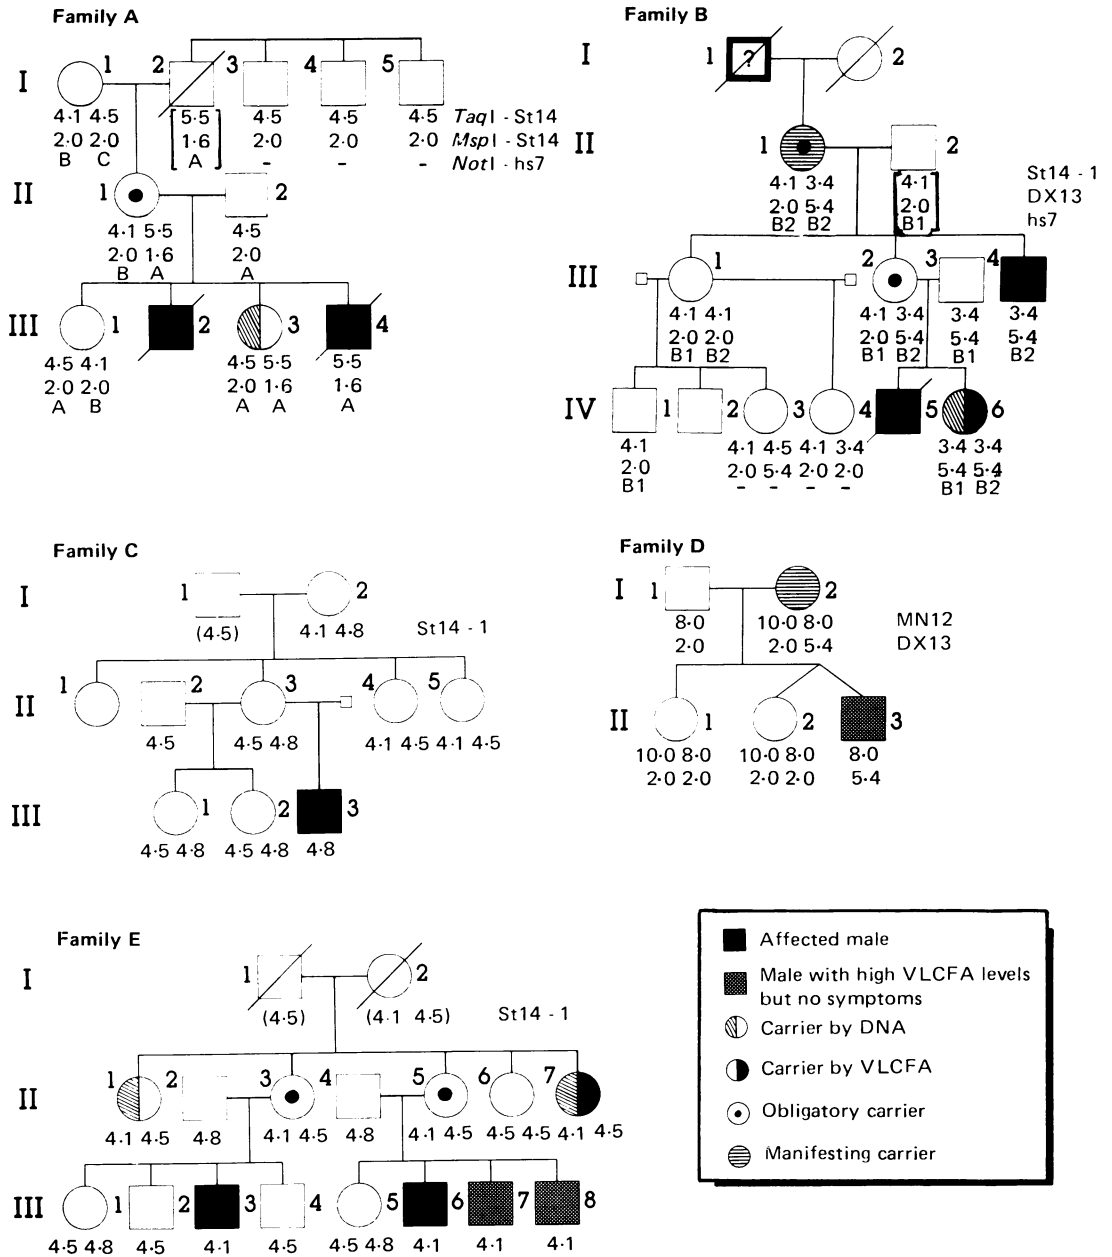 Family A
I
1 2 3 4 5
4·1 4·5 5·5 4·5 4·5 4·5 TaqI - St14
2·0 2·0 1·6 2·0 2·0 2·0 MspI - St14
B C A - - - NotI - hs7
II
1 2
4·1 5·5 4·5
2·0 1·6 2·0
B A A
III
1 2 3 4
4·5 4·1 4·5 5·5 5·5
2·0 2·0 2·0 1·6 1·6
A B A A A
Family B
I
1 ? 2
II
1 2
4·1 3·4 4·1
2·0 5·4 2·0
B2 B2 B1
St14 - 1
DX13
hs7
III
1 2 3 4
4·1 4·1 4·1 3·4 3·4 3·4
2·0 2·0 2·0 5·4 5·4 5·4
B1 B2 B1 B2 B1 B2
IV
1 2 3 4 5 6
4·1 4·1 4·5 4·1 3·4 3·4 3·4
2·0 2·0 5·4 2·0 2·0 5·4 5·4
B1 - - - - B1 B2
Family C
I
1 2
(4·5) 4·1 4·8 St14 - 1
II
1 2 3 4 5
4·5 4·5 4·8 4·1 4·5 4·1 4·5
III
1 2 3
4·5 4·8 4·5 4·8 4·8
Family D
I
1 2
8·0 10·0 8·0 MN12
2·0 2·0 5·4 DX13
II
1 2 3
10·0 8·0 10·0 8·0 8·0
2·0 2·0 2·0 2·0 5·4
Family E
I
1 2
(4·5) (4·1 4·5) St14 - 1
II
1 2 3 4 5 6 7
4·1 4·5 4·8 4·1 4·5 4·8 4·1 4·5 4·5 4·5 4·1 4·5
III
1 2 3 4 5 6 7 8
4·5 4·8 4·5 4·1 4·5 4·5 4·8 4·1 4·1 4·1
Affected male
Male with high VLCFA levels
but no symptoms
Carrier by DNA
Carrier by VLCFA
Obligatory carrier
Manifesting carrier